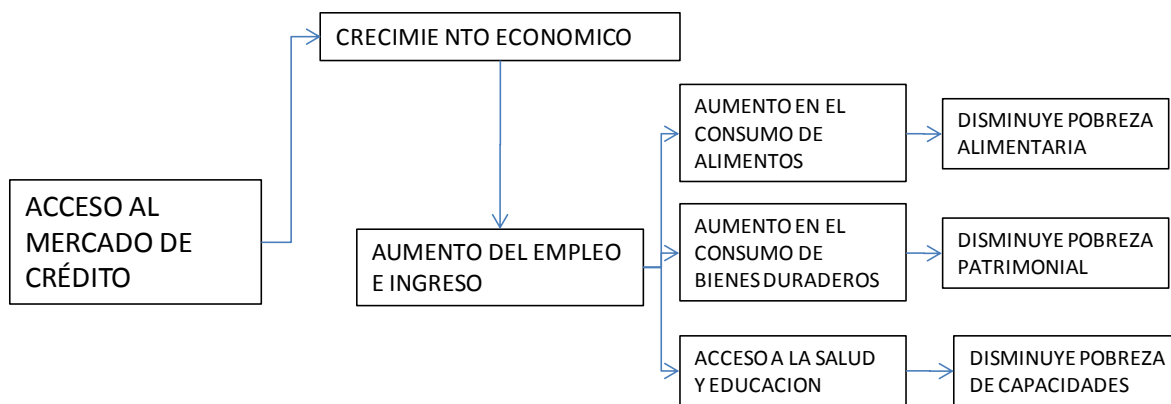 CRECIMIE NTO ECONOMICO
ACCESO AL
MERCADO DE
CRÉDITO
AUMENTO DEL EMPLEO
E INGRESO
AUMENTO EN EL
CONSUMO DE
ALIMENTOS
DISMINUYE POBREZA
ALIMENTARIA
AUMENTO EN EL
CONSUMO DE
BIENES DURADEROS
DISMINUYE POBREZA
PATRIMONIAL
ACCESO A LA SALUD
Y EDUCACION
DISMINUYE POBREZA
DE CAPACIDADES